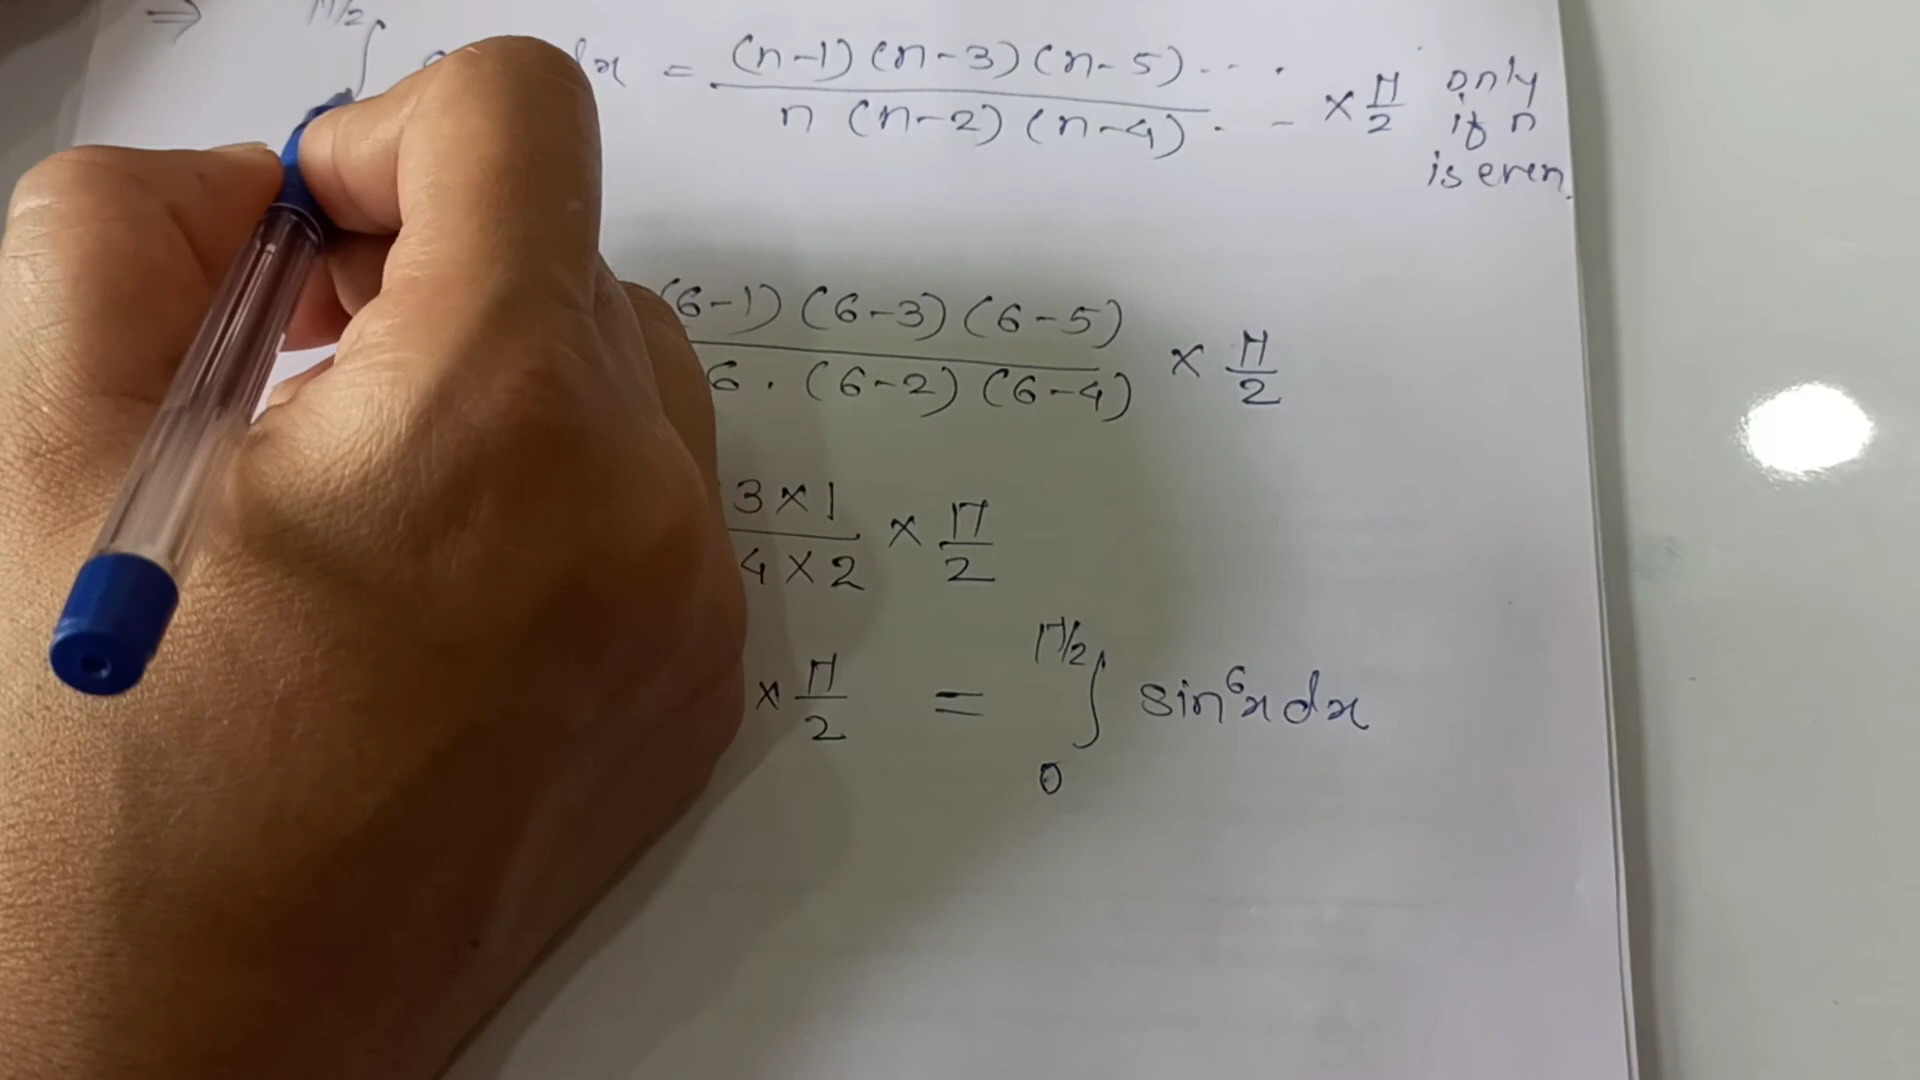 ⇒ π/2 ∫ dx = (n-1)(n-3)(n-5)... / n(n-2)(n-4)... × π/2 only if n is even.
(6-1)(6-3)(6-5) / 6.(6-2)(6-4) × π/2
3×1 / 4×2 × π/2
× π/2 = ∫ π/2 0 sin⁶x dx